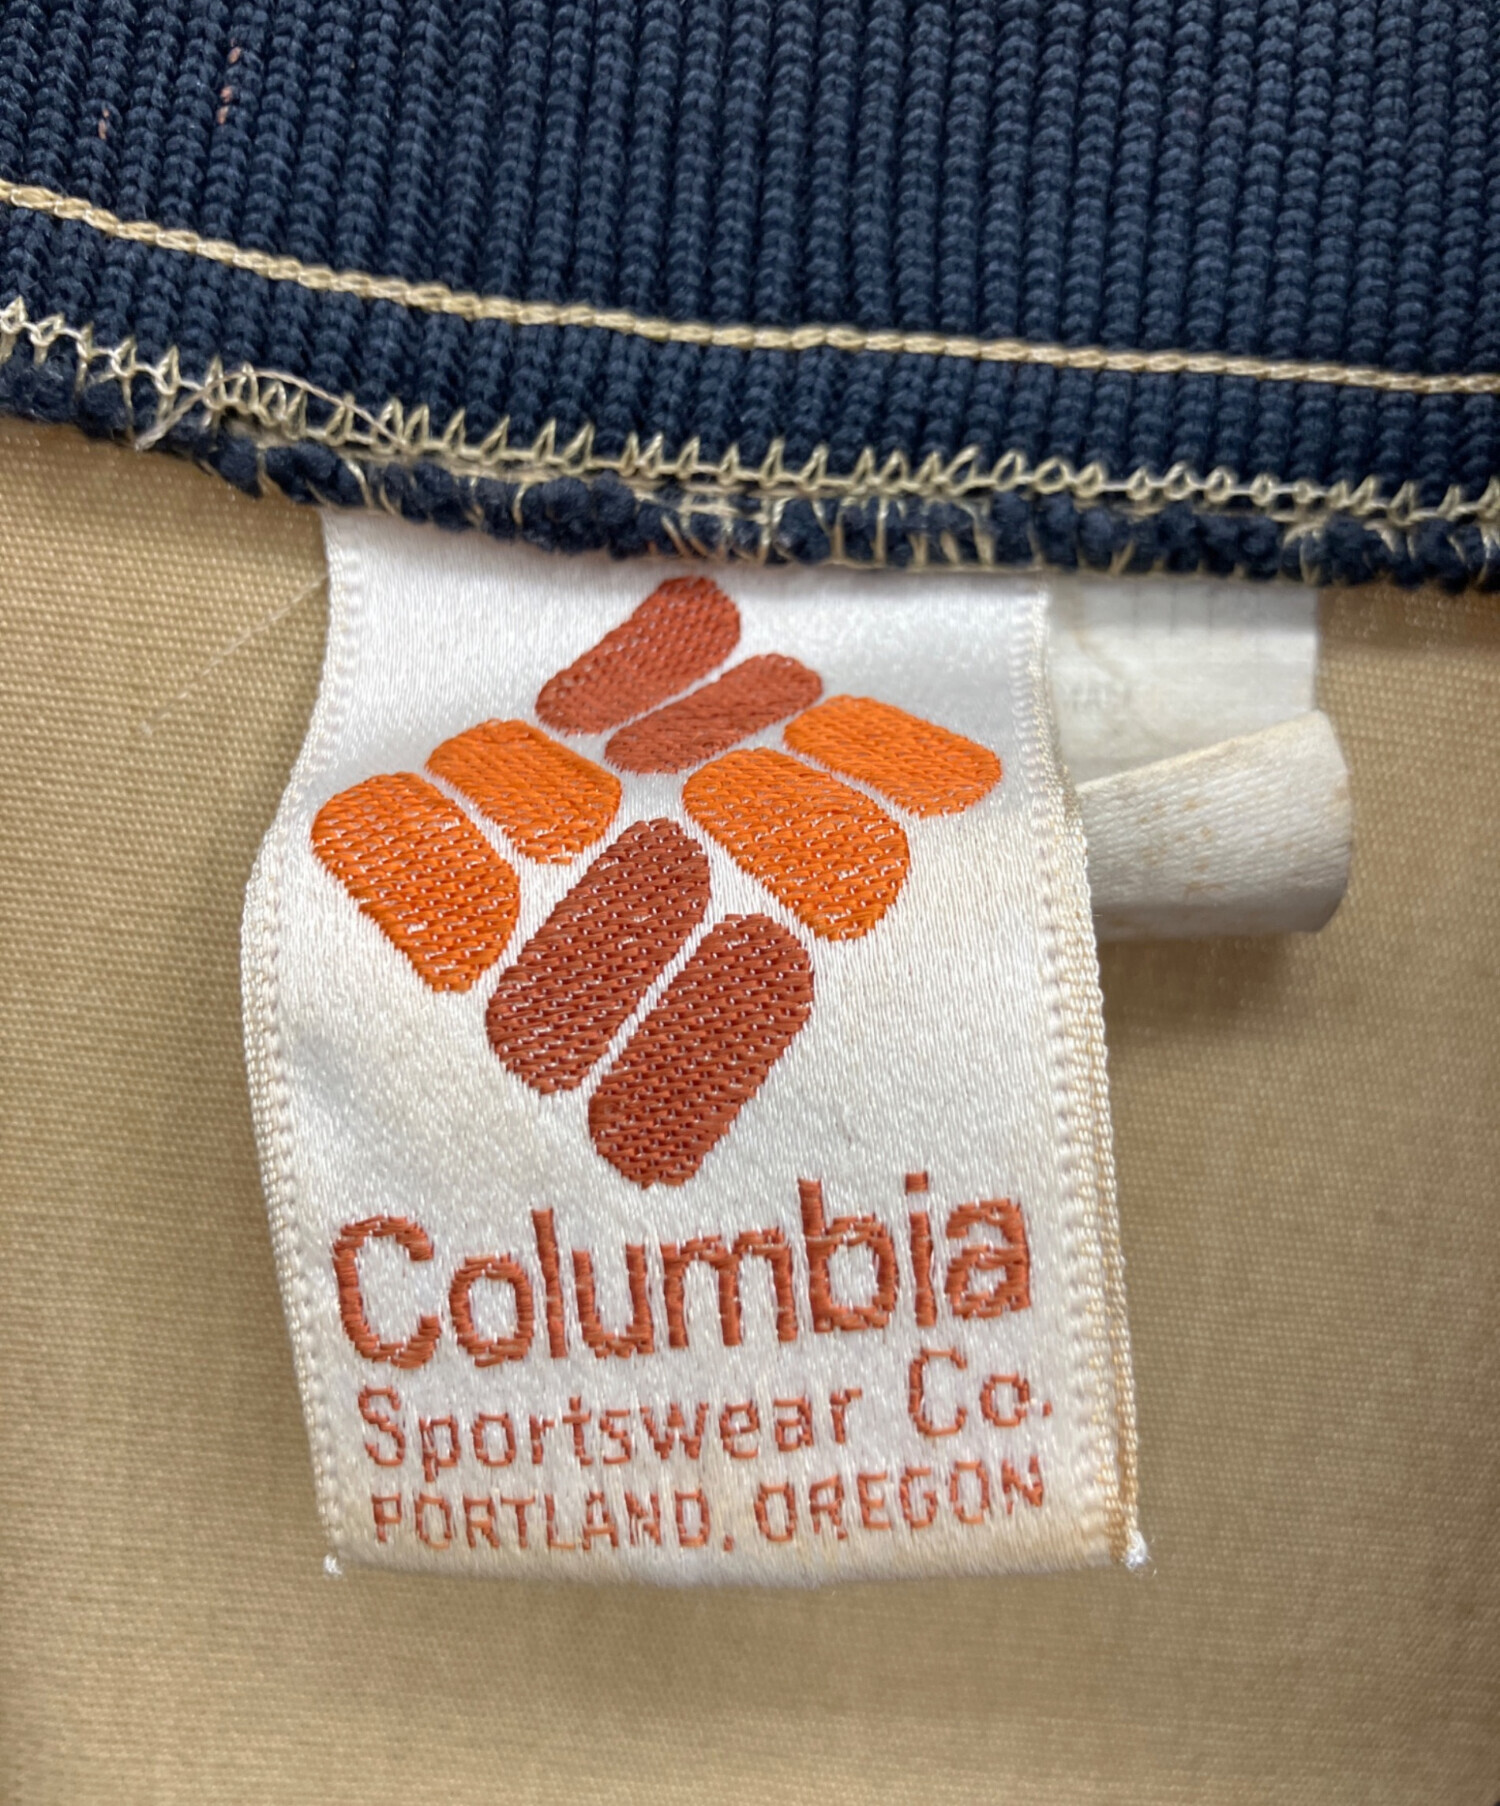 Columbia
Sportswear Co.
PORTLAND, OREGON